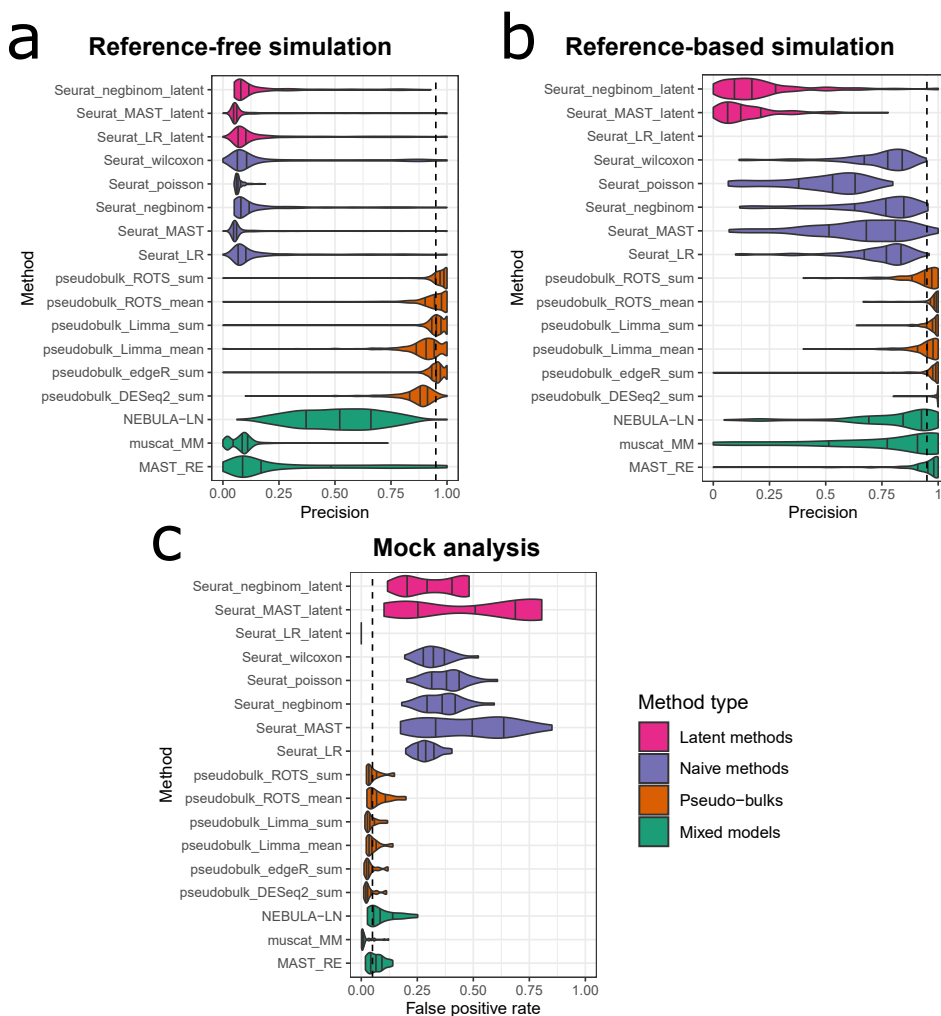 a
Reference-free simulation
Method
Seurat_negbinom_latent
Seurat_MAST_latent
Seurat_LR_latent
Seurat_wilcoxon
Seurat_poisson
Seurat_negbinom
Seurat_MAST
Seurat_LR
pseudobulk_ROTS_sum
pseudobulk_ROTS_mean
pseudobulk_Limma_sum
pseudobulk_Limma_mean
pseudobulk_edgeR_sum
pseudobulk_DESeq2_sum
NEBULA−LN
muscat_MM
MAST_RE
0.00 0.25 0.50 0.75 1.00
Precision
b
Reference-based simulation
Method
Seurat_negbinom_latent
Seurat_MAST_latent
Seurat_LR_latent
Seurat_wilcoxon
Seurat_poisson
Seurat_negbinom
Seurat_MAST
Seurat_LR
pseudobulk_ROTS_sum
pseudobulk_ROTS_mean
pseudobulk_Limma_sum
pseudobulk_Limma_mean
pseudobulk_edgeR_sum
pseudobulk_DESeq2_sum
NEBULA−LN
muscat_MM
MAST_RE
0.00 0.25 0.50 0.75 1
Precision
c
Mock analysis
Method
Seurat_negbinom_latent
Seurat_MAST_latent
Seurat_LR_latent
Seurat_wilcoxon
Seurat_poisson
Seurat_negbinom
Seurat_MAST
Seurat_LR
pseudobulk_ROTS_sum
pseudobulk_ROTS_mean
pseudobulk_Limma_sum
pseudobulk_Limma_mean
pseudobulk_edgeR_sum
pseudobulk_DESeq2_sum
NEBULA−LN
muscat_MM
MAST_RE
0.00 0.25 0.50 0.75 1.00
False positive rate
Method type
Latent methods
Naive methods
Pseudo−bulks
Mixed models